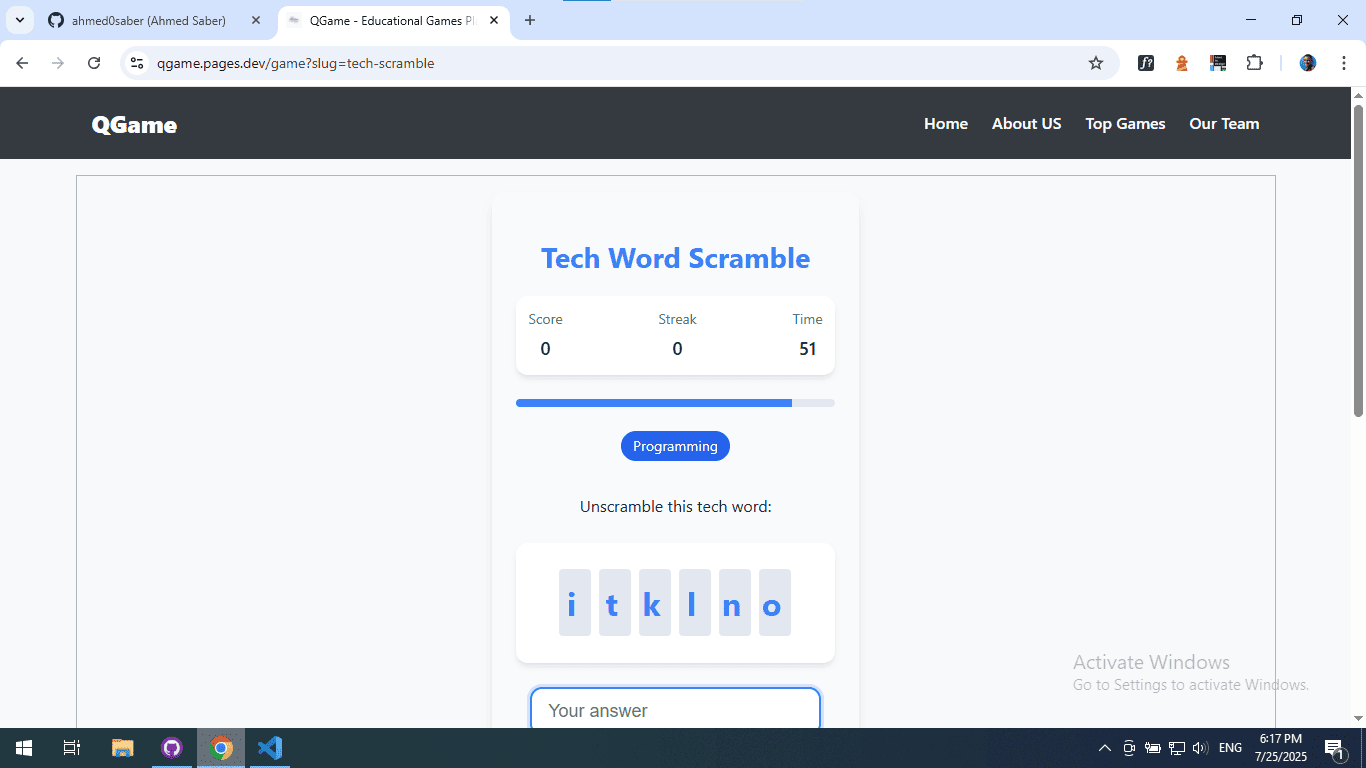 ahmed0saber (Ahmed Saber)
QGame - Educational Games Pl
qgame.pages.dev/game?slug=tech-scramble
f?
QGame
Home About US Top Games Our Team
Tech Word Scramble
Score Streak Time
0 0 51
Programming
Unscramble this tech word:
i t k l n o
Your answer
Activate Windows
Go to Settings to activate Windows.
ENG
6:17 PM
7/25/2025
1